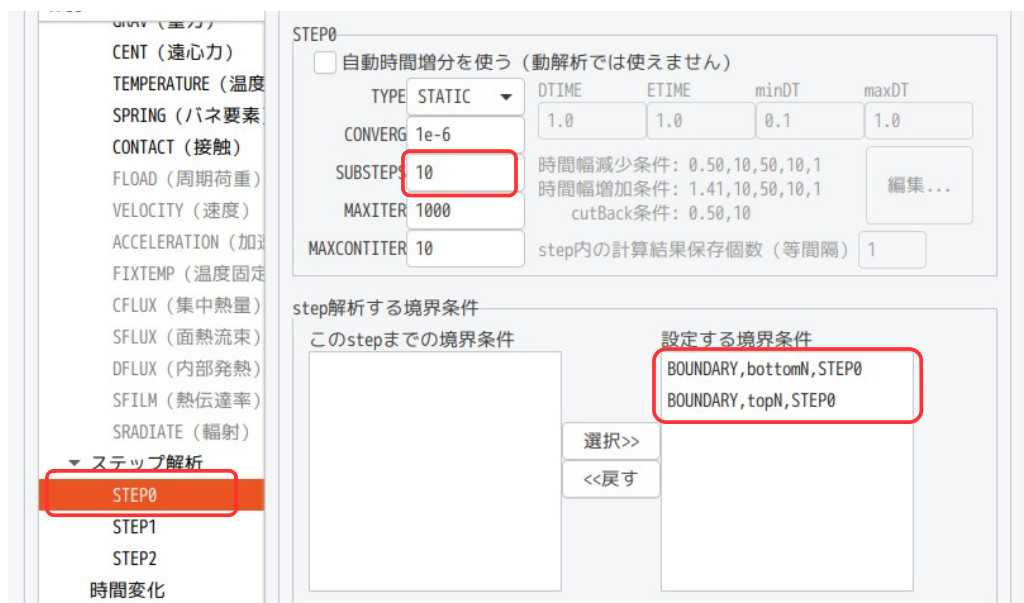 GRAV (重力)
CENT (遠心力)
TEMPERATURE (温度
SPRING (バネ要素
CONTACT (接触)
FLOAD (周期荷重)
VELOCITY (速度)
ACCELERATION (加速
FIXTEMP (温度固定
CFLUX (集中熱量)
SFLUX (面熱流束)
DFLUX (内部発熱)
SFILM (熱伝達率)
SRADIATE (輻射)
ステップ解析
STEP0
STEP1
STEP2
時間変化
STEP0
自動時間増分を使う (動解析では使えません)
TYPE STATIC
DTIME ETIME minDT maxDT
1.0 1.0 0.1 1.0
CONVERG 1e-6
SUBSTEPS 10
MAXITER 1000
MAXCONTITER 10
時間幅減少条件: 0.50,10,50,10,1
時間幅増加条件: 1.41,10,50,10,1
cutBack条件: 0.50,10
編集...
step内の計算結果保存個数 (等間隔) 1
step解析する境界条件
このstepまでの境界条件
設定する境界条件
BOUNDARY,bottomN,STEP0
BOUNDARY,topN,STEP0
選択>>
<<戻す